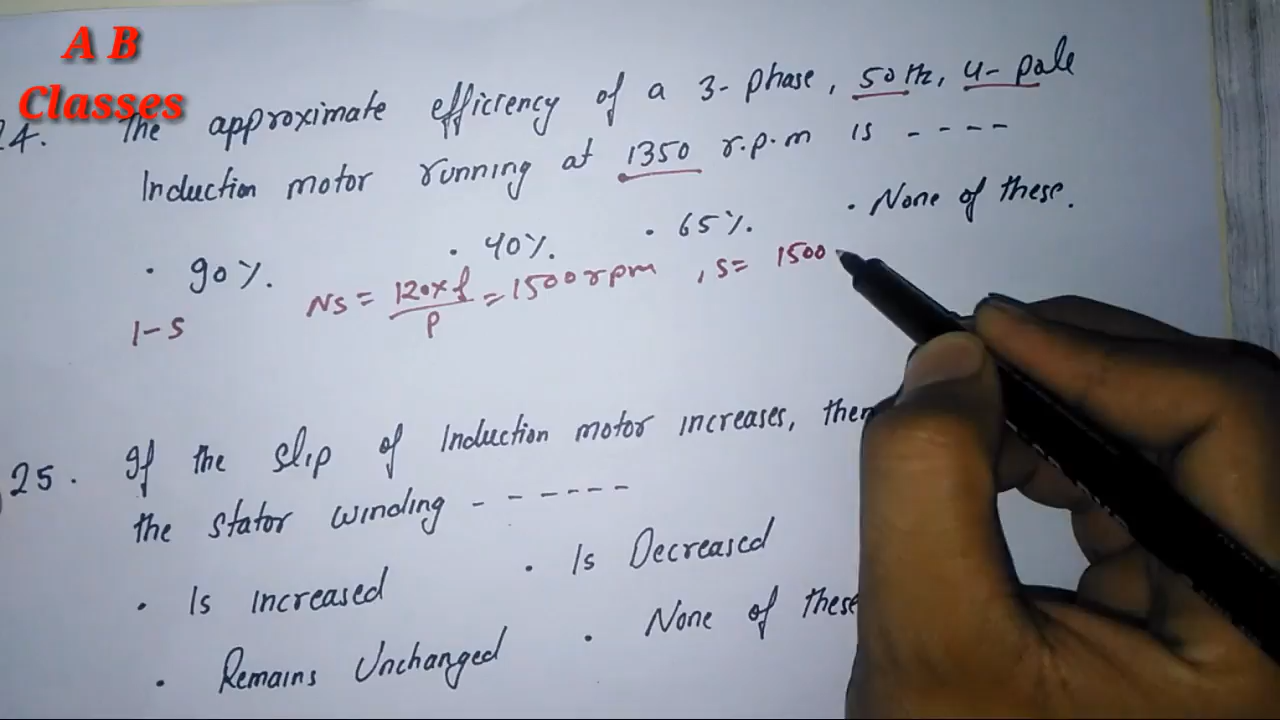 A B
Classes
24. The approximate efficiency of a 3-phase, 50 Hz, 4-pole
Induction motor running at 1350 r.p.m is ----
• 90%. • 40%. • 65%. • None of these.
1-s Ns = 120×f / P = 1500 rpm , s = 1500
25. If the slip of Induction motor increases, then
the stator winding ------
• Is increased • Is Decreased
• Remains Unchanged • None of these